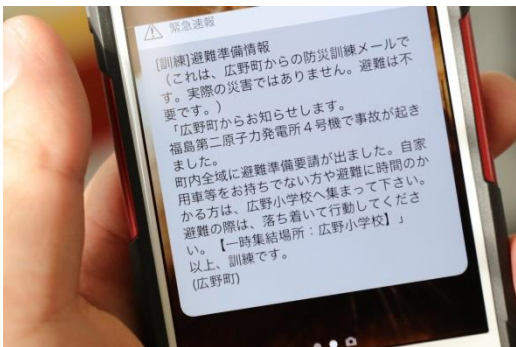 緊急速報
[訓練]避難準備情報
(これは、広野町からの防災訓練メールで
す。実際の災害ではありません。避難は不
要です。)
「広野町からお知らせします。
福島第二原子力発電所4号機で事故が起き
ました。
町内全域に避難準備要請が出ました。自家
用車等をお持ちでない方や避難に時間のか
かる方は、広野小学校へ集まって下さい。
避難の際は、落ち着いて行動してくださ
い。【一時集結場所:広野小学校】」
以上、訓練です。
(広野町)